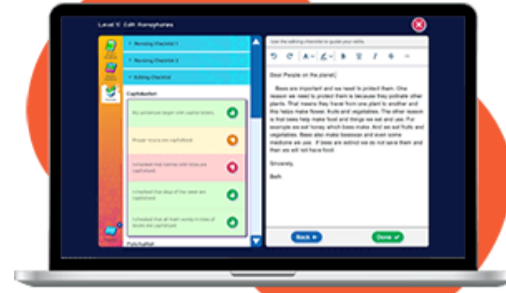 Level 1: Edit Homophones
Revising Checklist 1
Revising Checklist 2
Editing Checklist
Use the editing checklist to guide your edits.
Capitalization
My sentences begin with capital letters.
Proper nouns are capitalized.
I checked that names and titles are capitalized.
I checked that days of the week are capitalized.
I checked that all main words in titles of books are capitalized.
Punctuation
Dear People on the planet,
Bees are important and we need to protect them. One
reason we need to protect them is because they pollinate other
plants. That means they travel from one plant to another and
this helps make flower, fruits and vegetables. The other reason
is that bees help make food and things we eat and use. For
example we eat honey which bees make. And we eat fruits and
vegetables. Bees also make beeswax and even some
medicine we use. If bees are extinct we do not save them and
then we will not have food.
Sincerely,
Beth
Back
Done